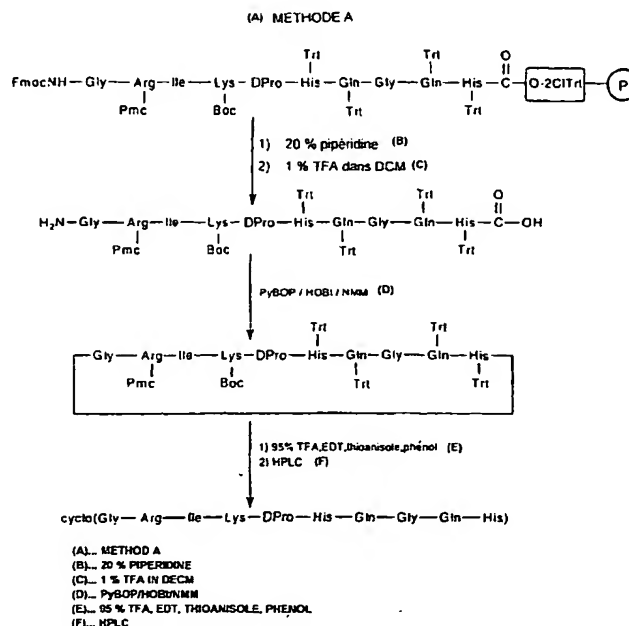 (A) METHODE A
Trt Trt O
FmocNH—Gly—Arg—Ile—Lys—DPro—His—Gln—Gly—Gln—His—C—O-2ClTrt—P
Pmc Boc Trt Trt
1) 20 % pipèridine (B)
2) 1 % TFA dans DCM (C)
Trt Trt O
H₂N—Gly—Arg—Ile—Lys—DPro—His—Gln—Gly—Gln—His—C—OH
Pmc Boc Trt Trt
PyBOP / HOBt / NMM (D)
Trt Trt
Gly—Arg—Ile—Lys—DPro—His—Gln—Gly—Gln—His
Pmc Boc Trt Trt
1) 95% TFA,EDT,thioanisole,phénol (E)
2) HPLC (F)
cyclo(Gly—Arg—Ile—Lys—DPro—His—Gln—Gly—Gln—His)
(A)... METHOD A
(B)... 20 % PIPERIDINE
(C)... 1 % TFA IN DECM
(D)... PyBOP/HOBt/NMM
(E)... 95 % TFA, EDT, THIOANISOLE, PHENOL
(F)... HPLC